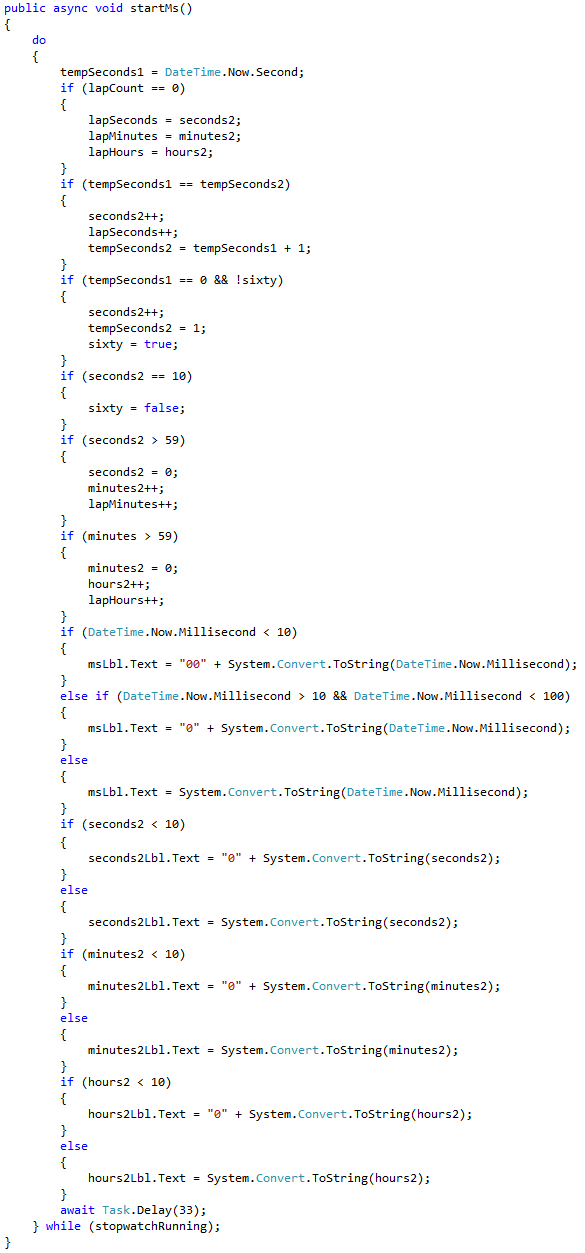 public async void startMs()
{
    do
    {
        tempSeconds1 = DateTime.Now.Second;
        if (lapCount == 0)
        {
            lapSeconds = seconds2;
            lapMinutes = minutes2;
            lapHours = hours2;
        }
        if (tempSeconds1 == tempSeconds2)
        {
            seconds2++;
            lapSeconds++;
            tempSeconds2 = tempSeconds1 + 1;
        }
        if (tempSeconds1 == 0 && !sixty)
        {
            seconds2++;
            tempSeconds2 = 1;
            sixty = true;
        }
        if (seconds2 == 10)
        {
            sixty = false;
        }
        if (seconds2 > 59)
        {
            seconds2 = 0;
            minutes2++;
            lapMinutes++;
        }
        if (minutes > 59)
        {
            minutes2 = 0;
            hours2++;
            lapHours++;
        }
        if (DateTime.Now.Millisecond < 10)
        {
            msLbl.Text = "00" + System.Convert.ToString(DateTime.Now.Millisecond);
        }
        else if (DateTime.Now.Millisecond > 10 && DateTime.Now.Millisecond < 100)
        {
            msLbl.Text = "0" + System.Convert.ToString(DateTime.Now.Millisecond);
        }
        else
        {
            msLbl.Text = System.Convert.ToString(DateTime.Now.Millisecond);
        }
        if (seconds2 < 10)
        {
            seconds2Lbl.Text = "0" + System.Convert.ToString(seconds2);
        }
        else
        {
            seconds2Lbl.Text = System.Convert.ToString(seconds2);
        }
        if (minutes2 < 10)
        {
            minutes2Lbl.Text = "0" + System.Convert.ToString(minutes2);
        }
        else
        {
            minutes2Lbl.Text = System.Convert.ToString(minutes2);
        }
        if (hours2 < 10)
        {
            hours2Lbl.Text = "0" + System.Convert.ToString(hours2);
        }
        else
        {
            hours2Lbl.Text = System.Convert.ToString(hours2);
        }
        await Task.Delay(33);
    } while (stopwatchRunning);
}